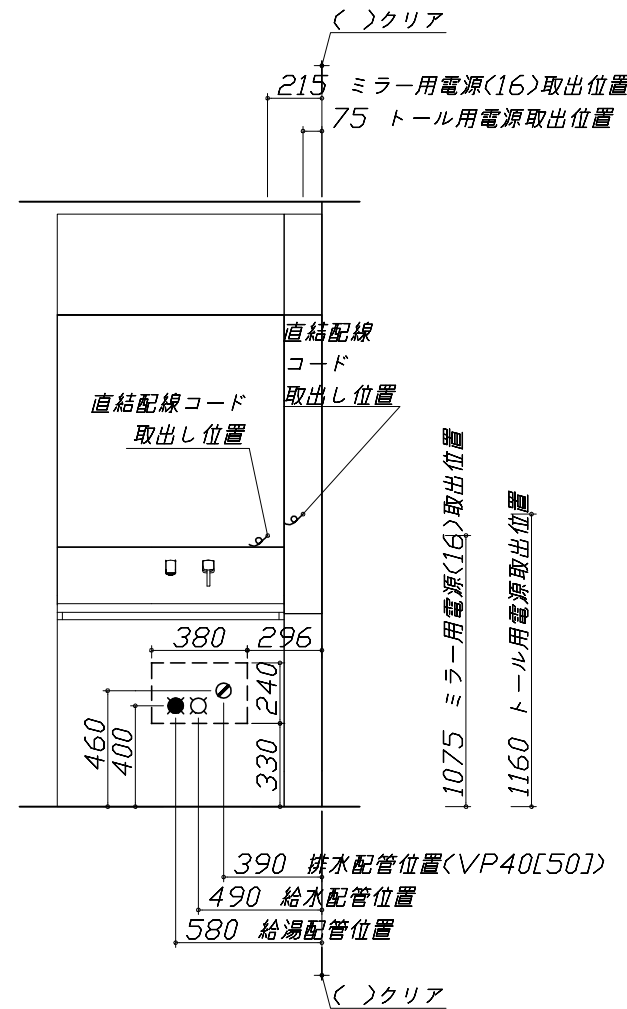 ( )クリア
215 ミラー用電源(16)取出位置
75 トール用電源取出位置
直結配線
コード
取出し位置
直結配線コード
取出し位置
1075 ミラー用電源(16)取出位置
1160 トール用電源取出位置
380
296
240
330
460
400
390 排水配管位置(VP40[50])
490 給水配管位置
580 給湯配管位置
( )クリア